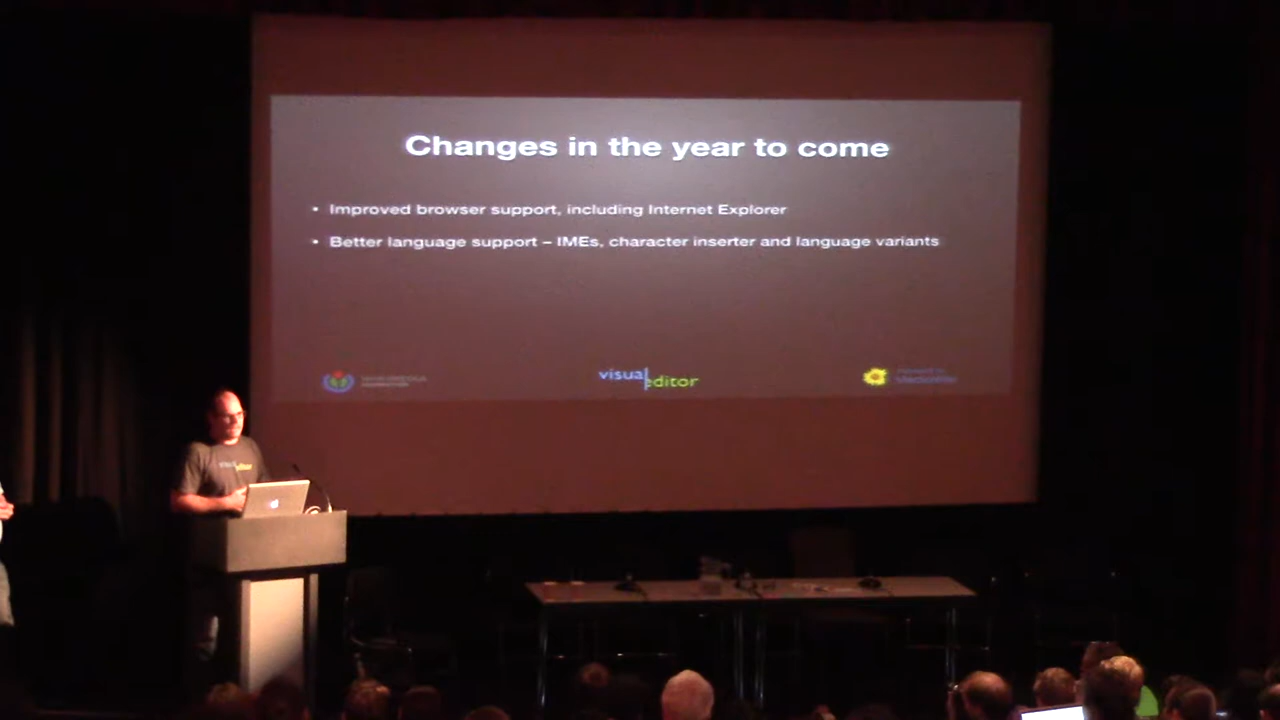 Changes in the year to come
• Improved browser support, including Internet Explorer
• Better language support – IMEs, character inserter and language variants
visual editor